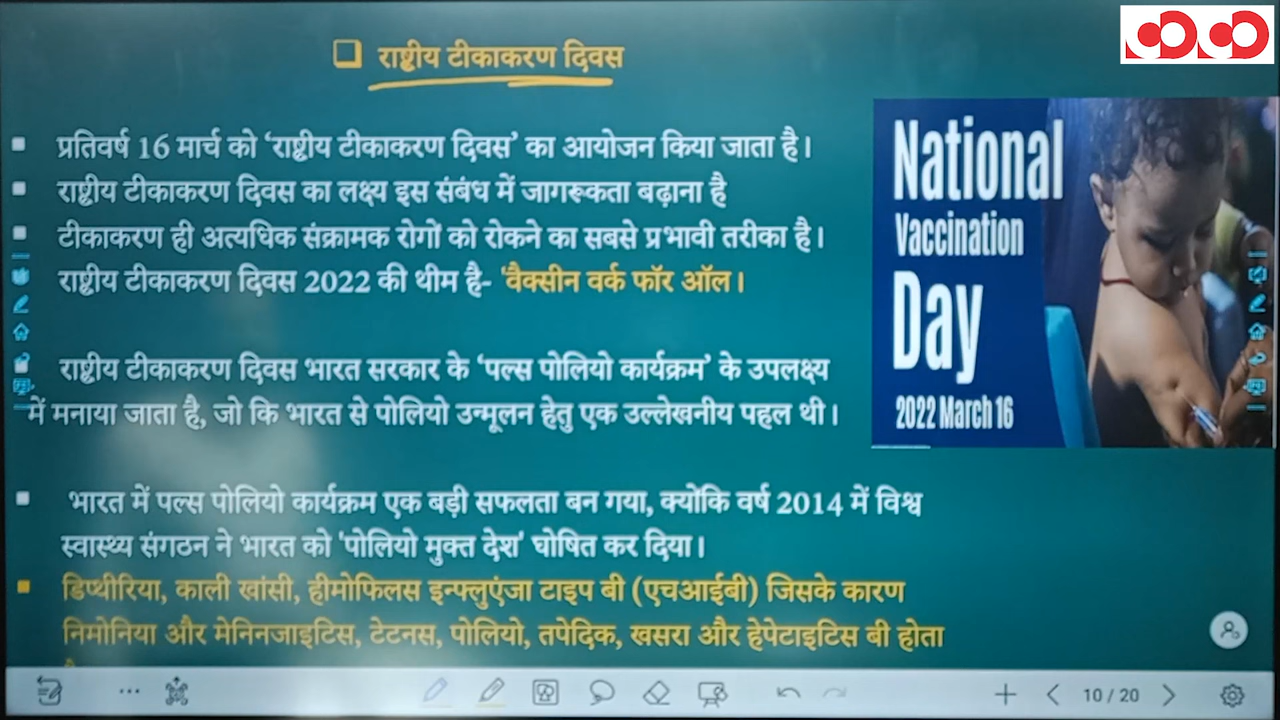 राष्ट्रीय टीकाकरण दिवस
प्रतिवर्ष 16 मार्च को ‘राष्ट्रीय टीकाकरण दिवस’ का आयोजन किया जाता है।
राष्ट्रीय टीकाकरण दिवस का लक्ष्य इस संबंध में जागरूकता बढ़ाना है
टीकाकरण ही अत्यधिक संक्रामक रोगों को रोकने का सबसे प्रभावी तरीका है।
राष्ट्रीय टीकाकरण दिवस 2022 की थीम है- 'वैक्सीन वर्क फॉर ऑल।
राष्ट्रीय टीकाकरण दिवस भारत सरकार के ‘पल्स पोलियो कार्यक्रम’ के उपलक्ष्य
में मनाया जाता है, जो कि भारत से पोलियो उन्मूलन हेतु एक उल्लेखनीय पहल थी।
भारत में पल्स पोलियो कार्यक्रम एक बड़ी सफलता बन गया, क्योंकि वर्ष 2014 में विश्व
स्वास्थ्य संगठन ने भारत को 'पोलियो मुक्त देश' घोषित कर दिया।
डिप्थीरिया, काली खांसी, हीमोफिलस इन्फ्लुएंजा टाइप बी (एचआईबी) जिसके कारण
निमोनिया और मेनिनजाइटिस, टेटनस, पोलियो, तपेदिक, खसरा और हेपेटाइटिस बी होता
National
Vaccination
Day
2022 March 16
10 / 20